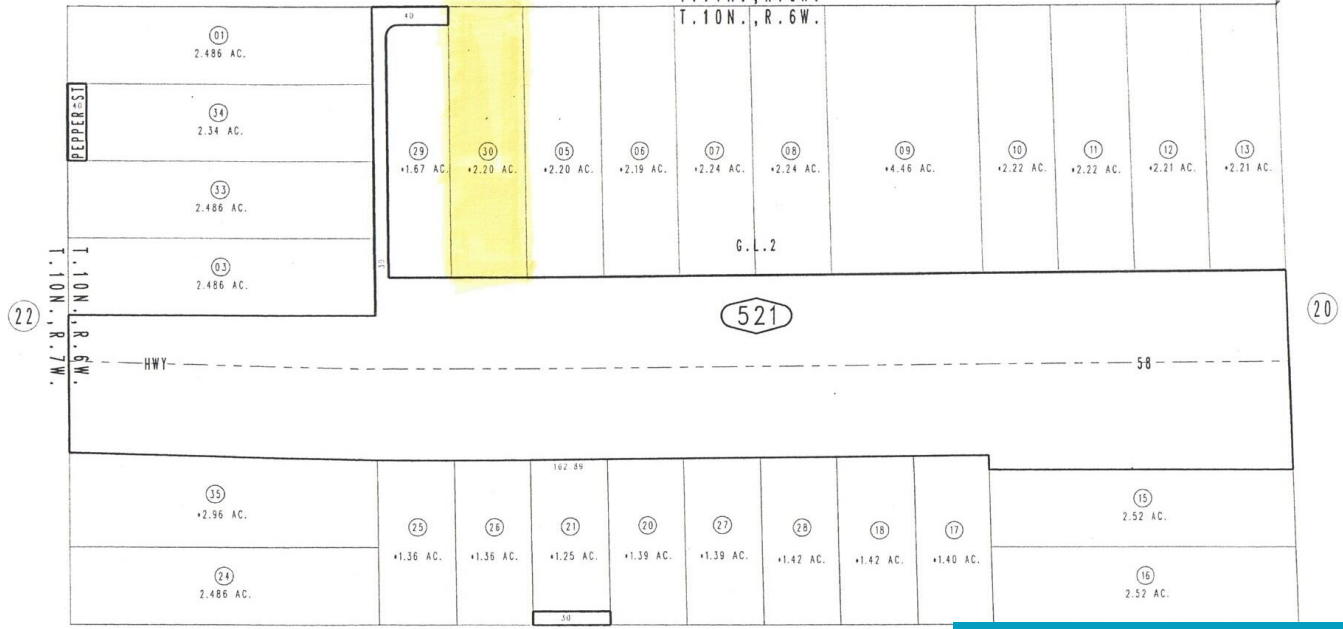 T.10N.,R.6W.
40
01
2.486 AC.
PEPPER ST
40
34
2.34 AC.
33
2.486 AC.
03
2.486 AC.
30
29
+1.67 AC.
30
+2.20 AC.
05
+2.20 AC.
06
+2.19 AC.
07
+2.24 AC.
08
+2.24 AC.
09
+4.46 AC.
10
+2.22 AC.
11
+2.22 AC.
12
+2.21 AC.
13
+2.21 AC.
G.L.2
T.10N.,R.6W.
T.10N.,R.7W.
22
521
20
HWY
58
162.89
35
+2.96 AC.
24
2.486 AC.
25
+1.36 AC.
26
+1.36 AC.
21
+1.25 AC.
20
+1.39 AC.
27
+1.39 AC.
28
+1.42 AC.
18
+1.42 AC.
17
+1.40 AC.
15
2.52 AC.
16
2.52 AC.
30